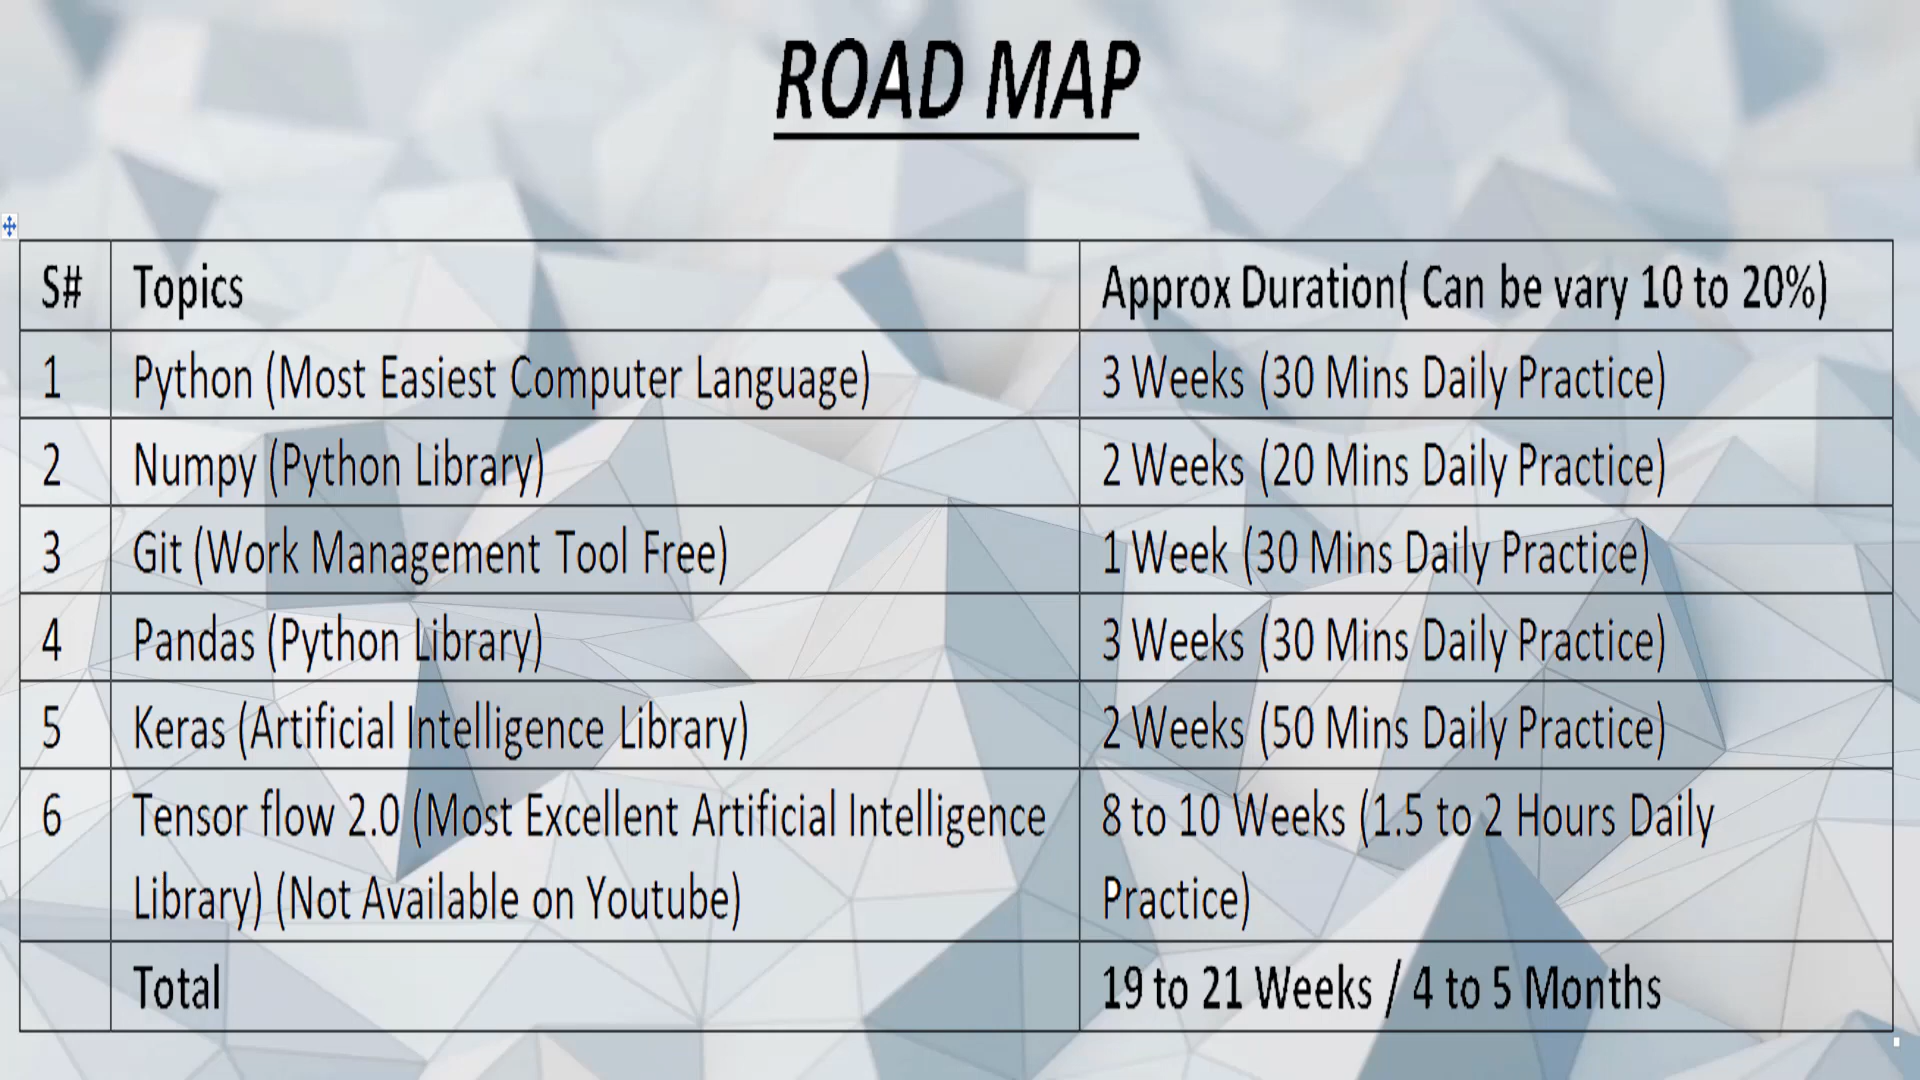 ROAD MAP
S# Topics Approx Duration( Can be vary 10 to 20%)
1 Python (Most Easiest Computer Language) 3 Weeks (30 Mins Daily Practice)
2 Numpy (Python Library) 2 Weeks (20 Mins Daily Practice)
3 Git (Work Management Tool Free) 1 Week (30 Mins Daily Practice)
4 Pandas (Python Library) 3 Weeks (30 Mins Daily Practice)
5 Keras (Artificial Intelligence Library) 2 Weeks (50 Mins Daily Practice)
6 Tensor flow 2.0 (Most Excellent Artificial Intelligence 8 to 10 Weeks (1.5 to 2 Hours Daily
Library) (Not Available on Youtube) Practice)
Total 19 to 21 Weeks / 4 to 5 Months